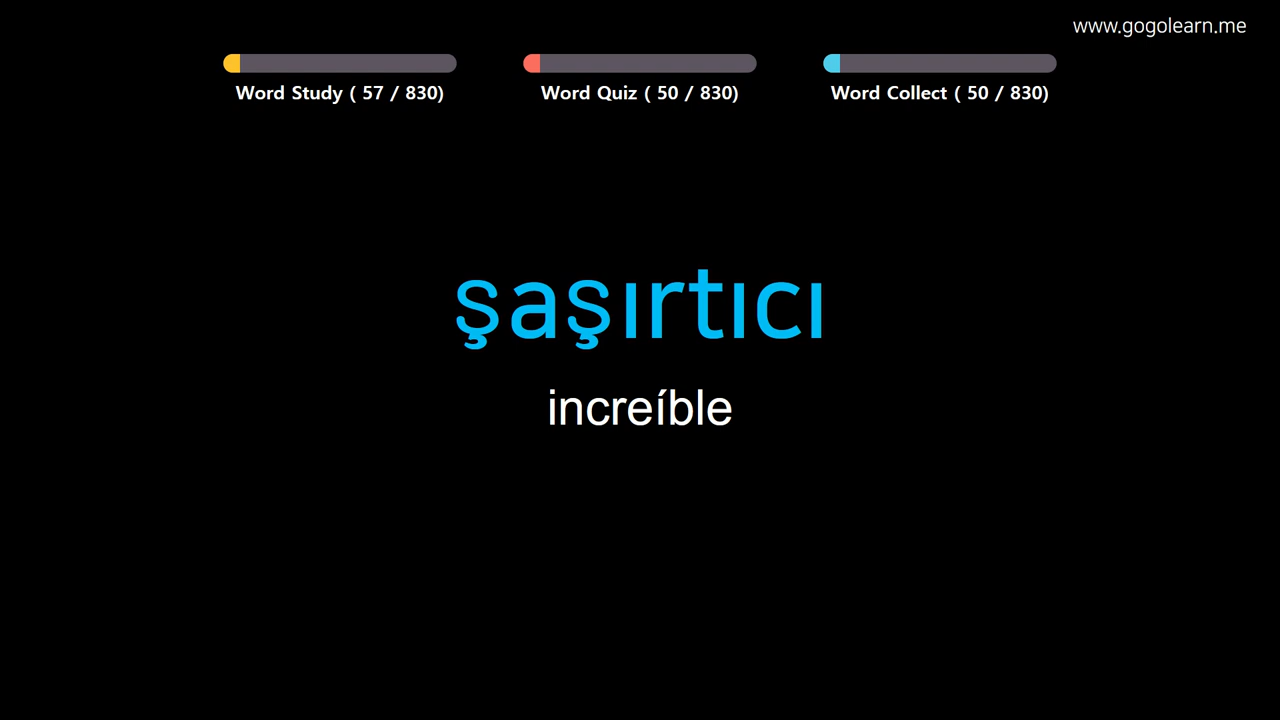 www.gogolearn.me
Word Study ( 57 / 830)
Word Quiz ( 50 / 830)
Word Collect ( 50 / 830)
şaşırtıcı
increíble